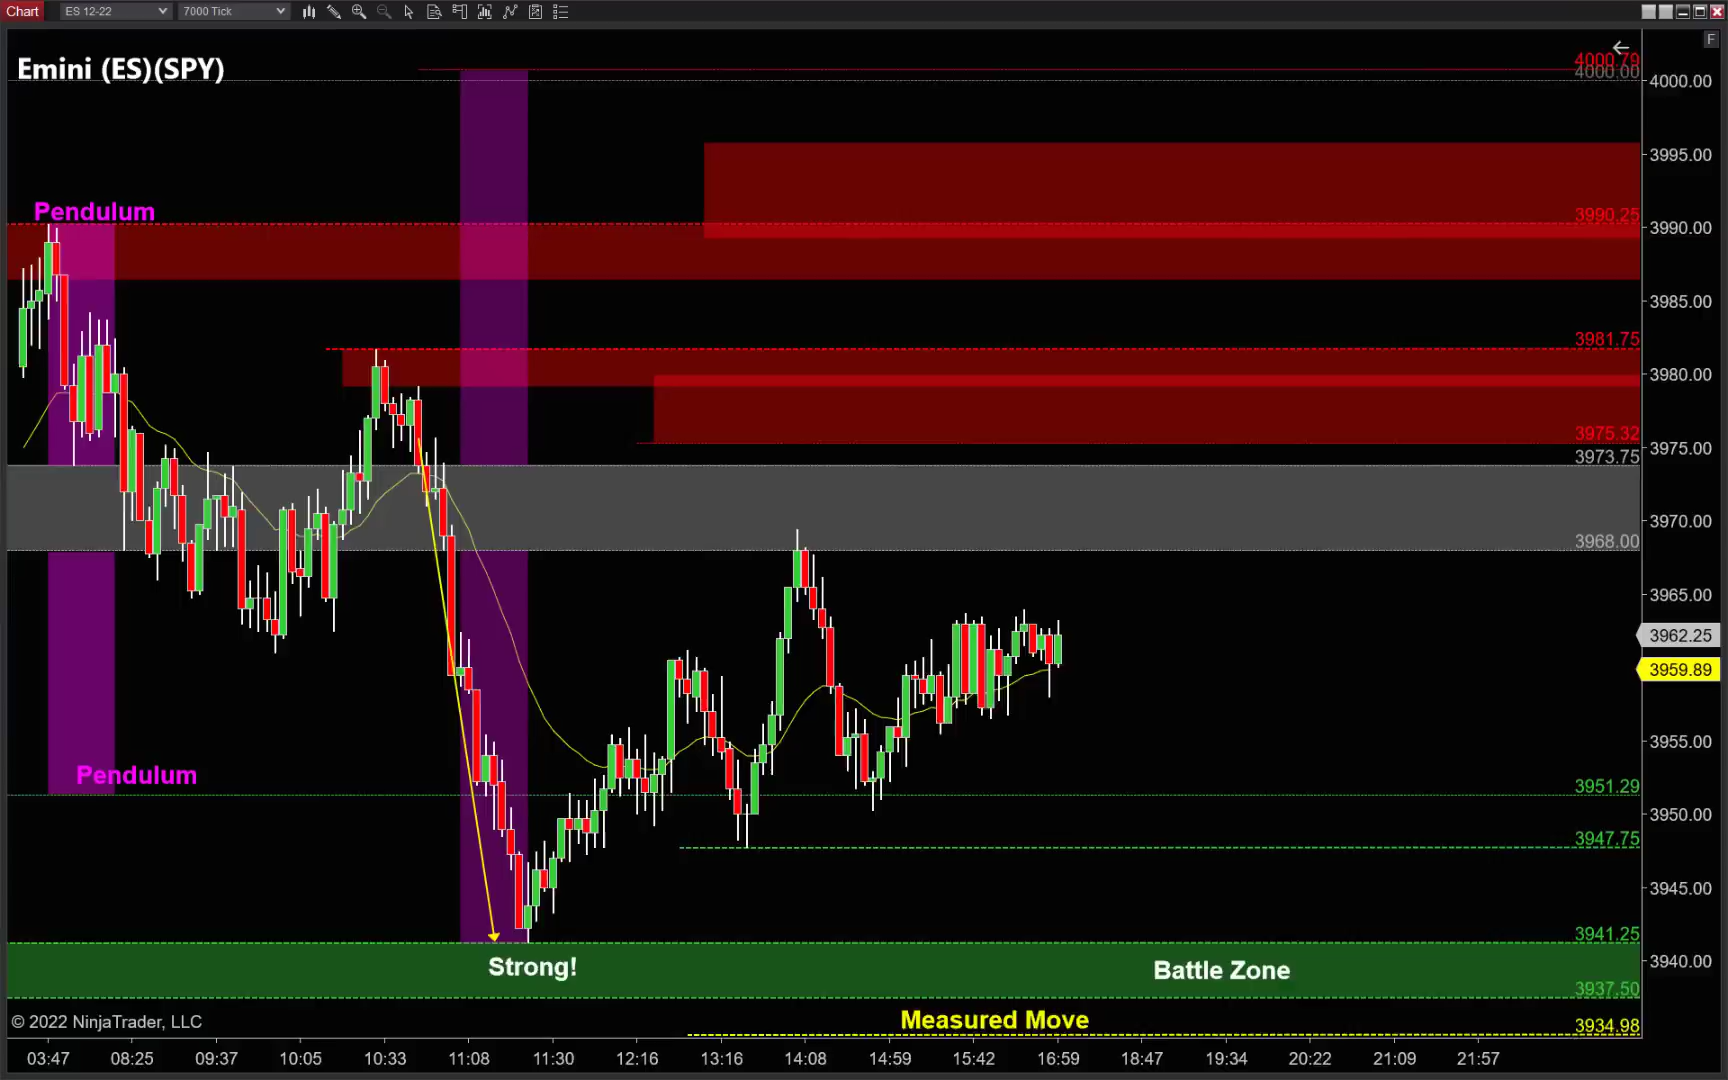 Chart ES 12-22 7000 Tick
F
Emini (ES)(SPY)
4000.79
4000.00
4000.00
3995.00
Pendulum
3990.25
3990.00
3985.00
3981.75
3980.00
3975.32
3975.00
3973.75
3970.00
3968.00
3965.00
3962.25
3959.89
3955.00
Pendulum
3951.29
3950.00
3947.75
3945.00
3941.25
Strong!
Battle Zone
3940.00
3937.50
© 2022 NinjaTrader, LLC
Measured Move
3934.98
03:47 08:25 09:37 10:05 10:33 11:08 11:30 12:16 13:16 14:08 14:59 15:42 16:59 18:47 19:34 20:22 21:09 21:57